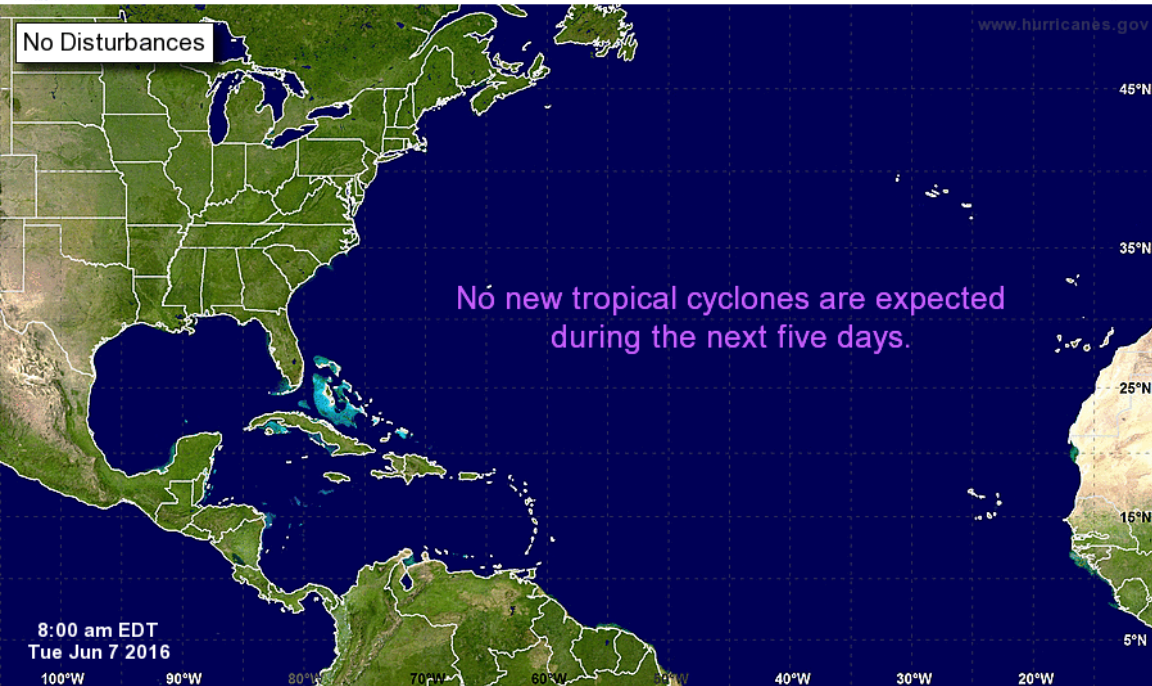 No Disturbances
www.hurricanes.gov
45°N
35°N
No new tropical cyclones are expected
during the next five days.
25°N
15°N
8:00 am EDT
Tue Jun 7 2016
5°N
100°W 90°W 80°W 70°W 60°W 50°W 40°W 30°W 20°W